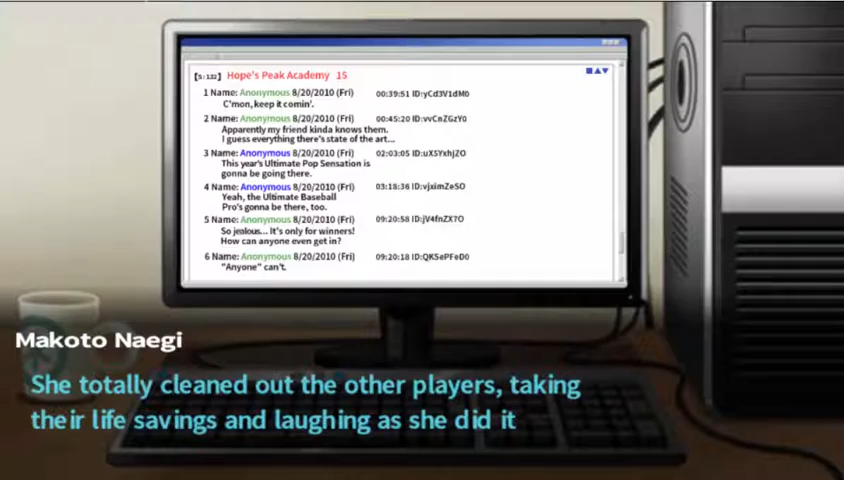 [5:122] Hope's Peak Academy 15
1 Name: Anonymous 8/20/2010 (Fri) 00:39:51 ID:yCd3V1dM0
C'mon, keep it comin'.
2 Name: Anonymous 8/20/2010 (Fri) 00:45:20 ID:vvCnZGzY0
Apparently my friend kinda knows them.
I guess everything there's state of the art...
3 Name: Anonymous 8/20/2010 (Fri) 02:03:05 ID:uX5YxhjZO
This year's Ultimate Pop Sensation is
gonna be going there.
4 Name: Anonymous 8/20/2010 (Fri) 03:18:36 ID:vjximZeSO
Yeah, the Ultimate Baseball
Pro's gonna be there, too.
5 Name: Anonymous 8/20/2010 (Fri) 09:20:58 ID:jV4fnZX70
So jealous... It's only for winners!
How can anyone even get in?
6 Name: Anonymous 8/20/2010 (Fri) 09:20:18 ID:QKSePFeD0
"Anyone" can't.
Makoto Naegi
She totally cleaned out the other players, taking
their life savings and laughing as she did it